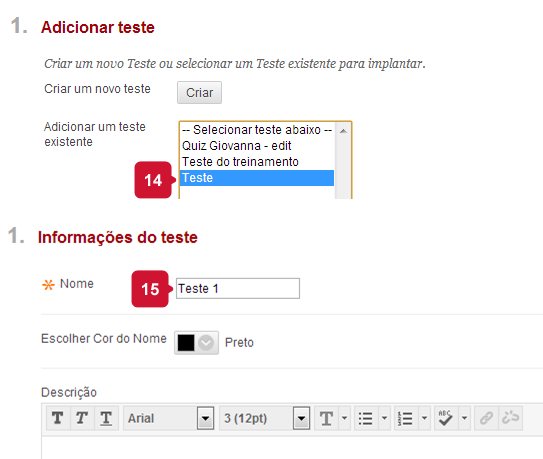 1. Adicionar teste
Criar um novo Teste ou selecionar um Teste existente para implantar.
Criar um novo teste
Criar
Adicionar um teste
existente
-- Selecionar teste abaixo --
Quiz Giovanna - edit
Teste do treinamento
14
Teste
1. Informações do teste
Nome
15
Teste 1
Escolher Cor do Nome
Preto
Descrição
T T T Arial 3 (12pt) T ABC